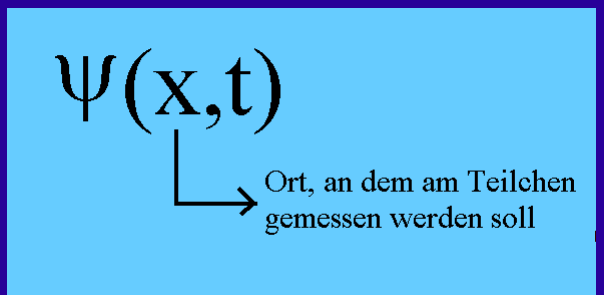 ψ(x,t)
Ort, an dem am Teilchen
gemessen werden soll